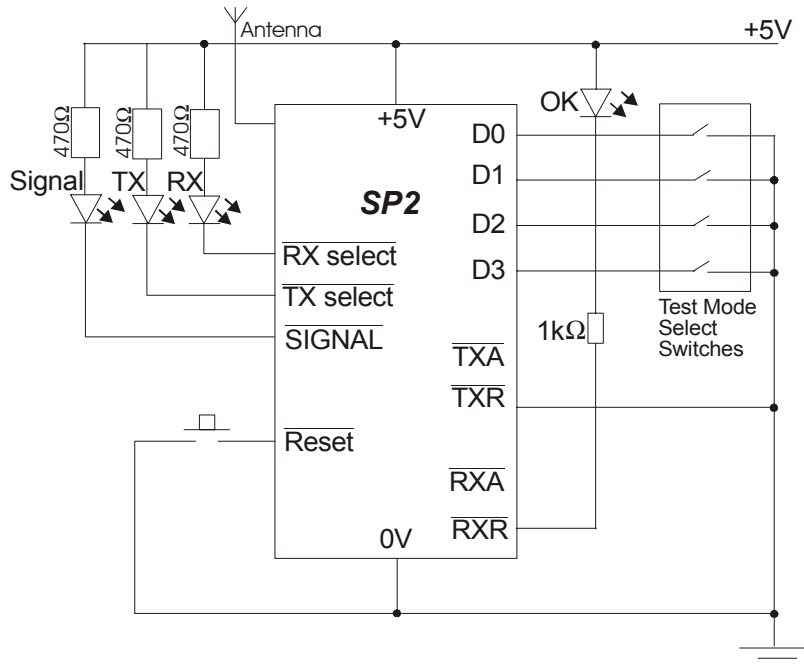 Antenna
+5V
470Ω
470Ω
470Ω
Signal
TX
RX
+5V
SP2
OK
D0
D1
D2
D3
RX select
TX select
SIGNAL
Reset
TXA
TXR
RXA
RXR
0V
1kΩ
Test Mode
Select
Switches